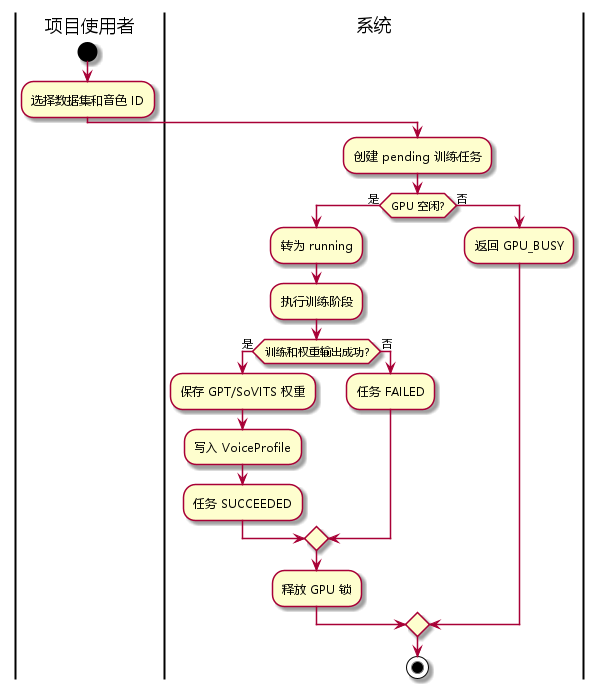 项目使用者
系统
选择数据集和音色 ID
创建 pending 训练任务
是
GPU 空闲?
否
转为 running
返回 GPU_BUSY
执行训练阶段
是
训练和权重输出成功?
否
保存 GPT/SoVITS 权重
任务 FAILED
写入 VoiceProfile
任务 SUCCEEDED
释放 GPU 锁